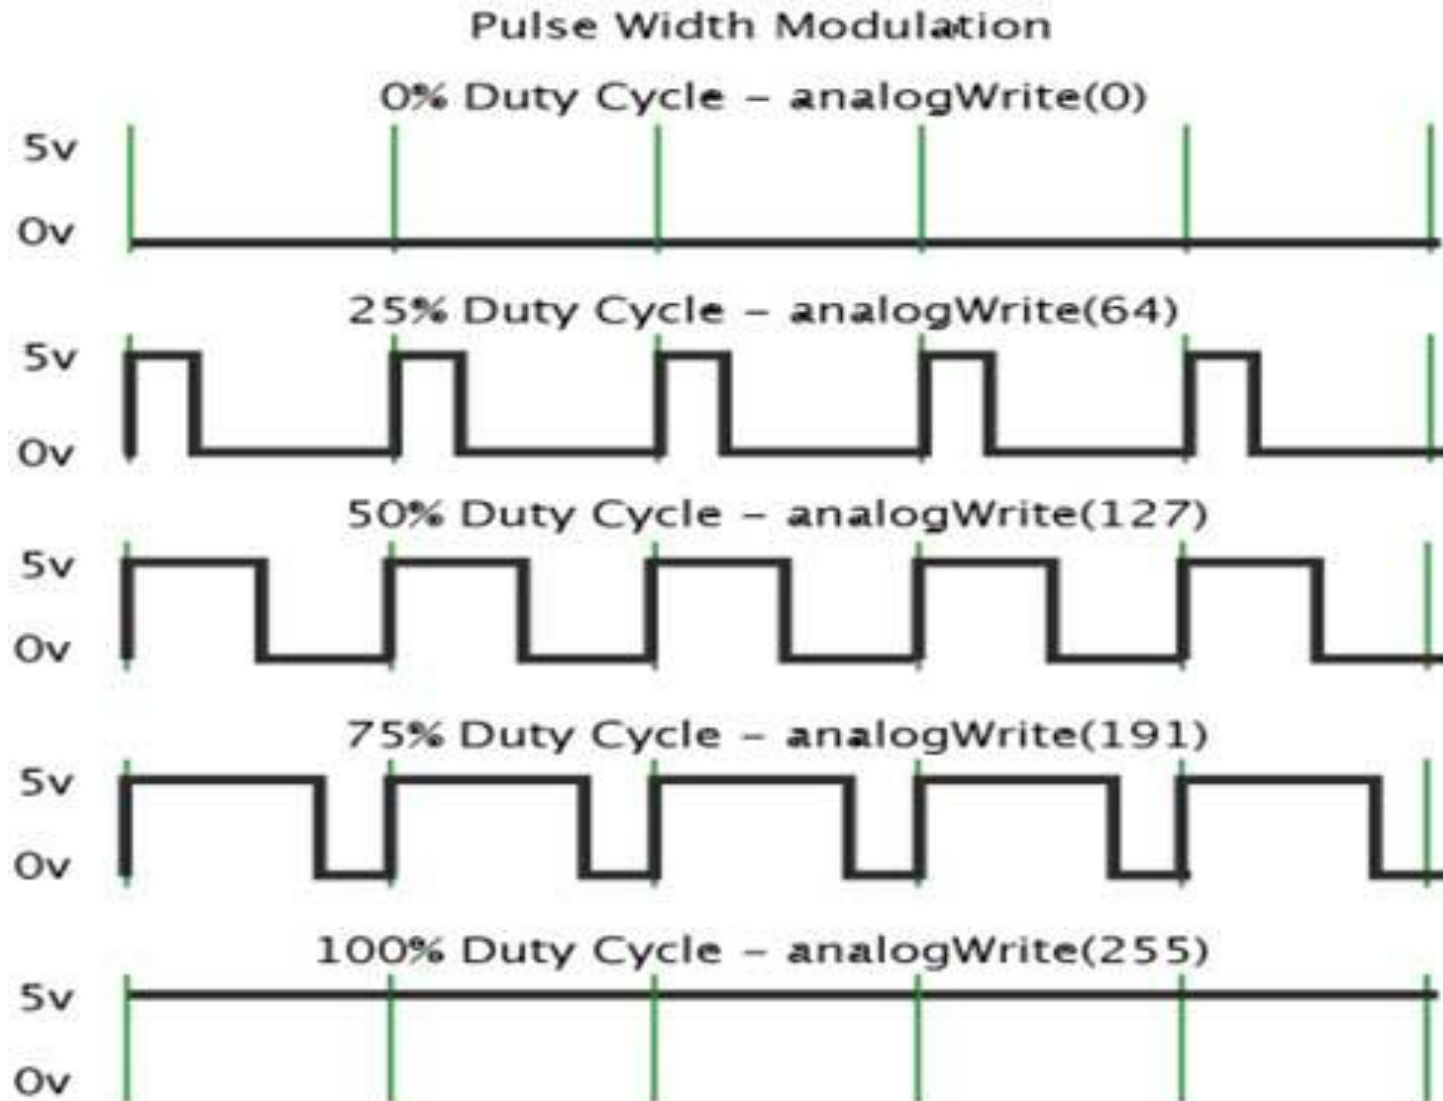 Pulse Width Modulation
0% Duty Cycle – analogWrite(0)
5v
0v
25% Duty Cycle – analogWrite(64)
5v
0v
50% Duty Cycle – analogWrite(127)
5v
0v
75% Duty Cycle – analogWrite(191)
5v
0v
100% Duty Cycle – analogWrite(255)
5v
0v